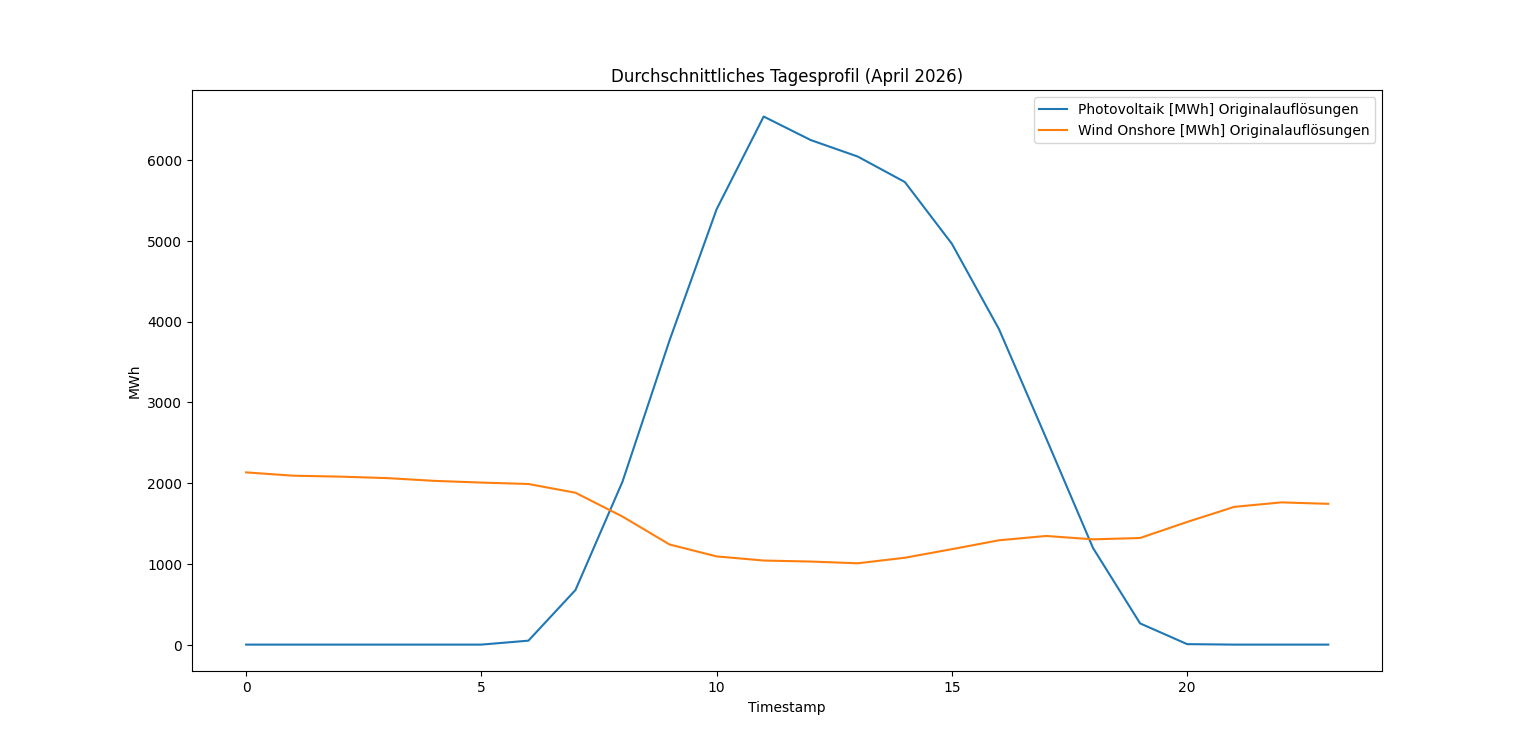 Durchschnittliches Tagesprofil (April 2026)
Photovoltaik [MWh] Originalauflösungen
Wind Onshore [MWh] Originalauflösungen
6000
5000
4000
3000
2000
1000
0
MWh
0 5 10 15 20
Timestamp